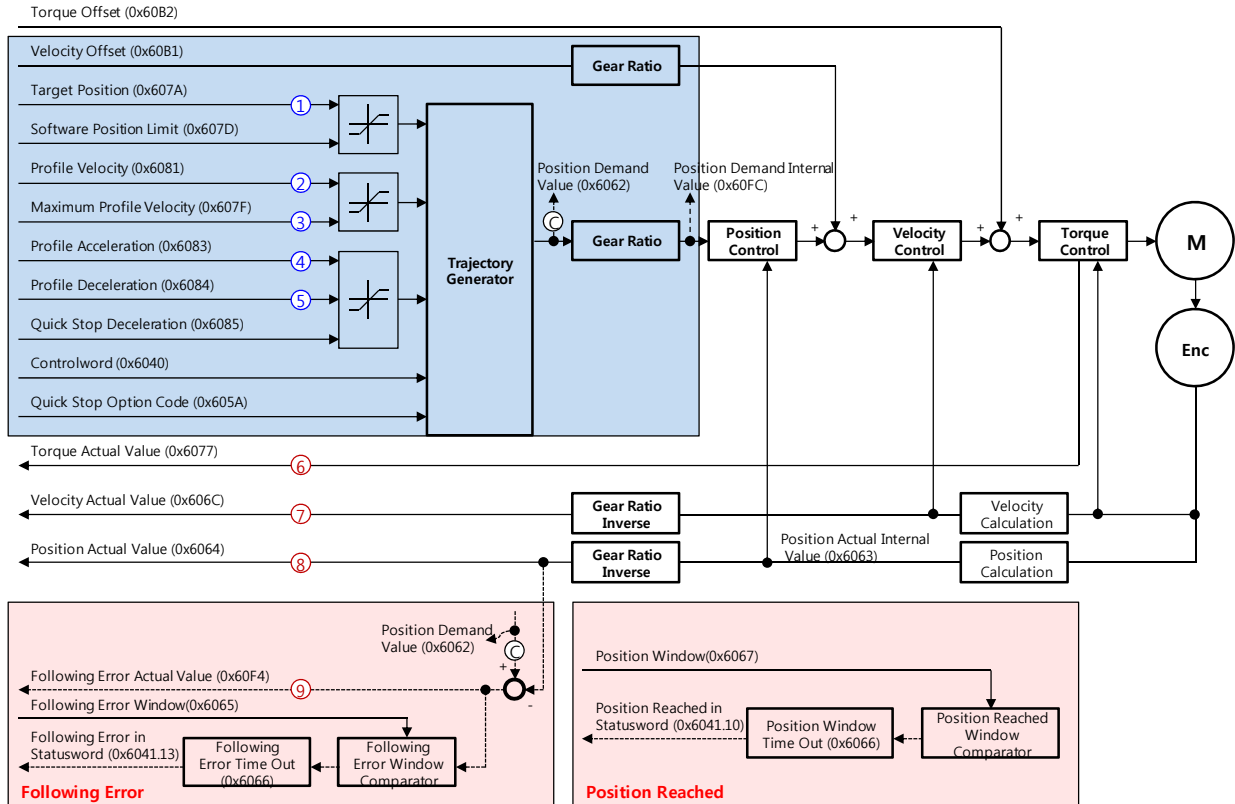 Torque Offset (0x60B2)
Velocity Offset (0x60B1)
Gear Ratio
Target Position (0x607A)
1
Software Position Limit (0x607D)
Profile Velocity (0x6081)
2
Maximum Profile Velocity (0x607F)
3
Profile Acceleration (0x6083)
4
Profile Deceleration (0x6084)
5
Quick Stop Deceleration (0x6085)
Controlword (0x6040)
Quick Stop Option Code (0x605A)
Trajectory
Generator
Position Demand
Value (0x6062)
C
Position Demand Internal
Value (0x60FC)
Gear Ratio
Position
Control
+
+
Velocity
Control
+
+
Torque
Control
M
Enc
Torque Actual Value (0x6077)
6
Velocity Actual Value (0x606C)
7
Gear Ratio
Inverse
Velocity
Calculation
Position Actual Value (0x6064)
8
Gear Ratio
Inverse
Position Actual Internal
Value (0x6063)
Position
Calculation
Position Demand
Value (0x6062)
C
+
-
Following Error Actual Value (0x60F4)
9
Following Error Window(0x6065)
Following Error in
Statusword (0x6041.13)
Following
Error Time Out
(0x6066)
Following
Error Window
Comparator
Following Error
Position Window(0x6067)
Position Reached in
Statusword (0x6041.10)
Position Window
Time Out (0x6066)
Position Reached
Window
Comparator
Position Reached